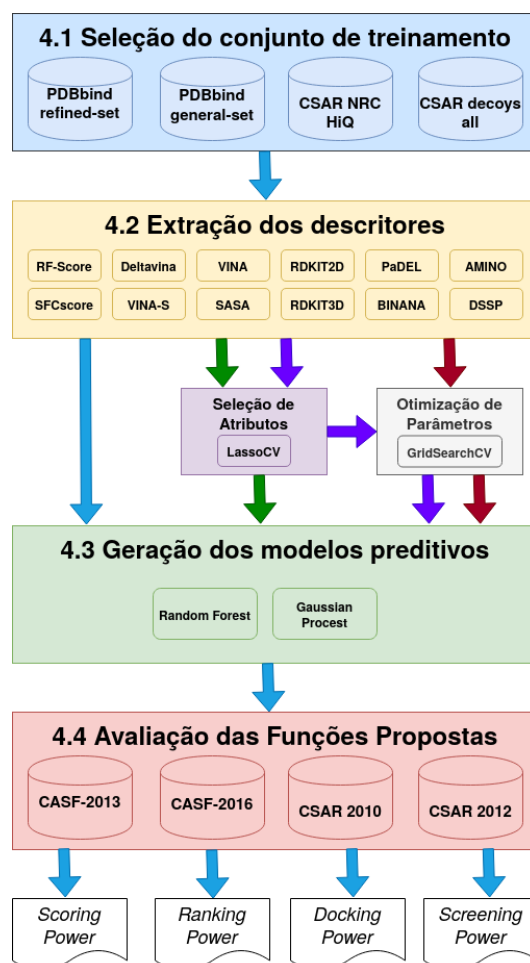 4.1 Seleção do conjunto de treinamento
PDBbind
refined-set
PDBbind
general-set
CSAR NRC
HiQ
CSAR decoys
all
4.2 Extração dos descritores
RF-Score
Deltavina
VINA
RDKIT2D
PaDEL
AMINO
SFCscore
VINA-S
SASA
RDKIT3D
BINANA
DSSP
Seleção de
Atributos
LassoCV
Otimização de
Parâmetros
GridSearchCV
4.3 Geração dos modelos preditivos
Random Forest
Gaussian
Procest
4.4 Avaliação das Funções Propostas
CASF-2013
CASF-2016
CSAR 2010
CSAR 2012
Scoring
Power
Ranking
Power
Docking
Power
Screening
Power